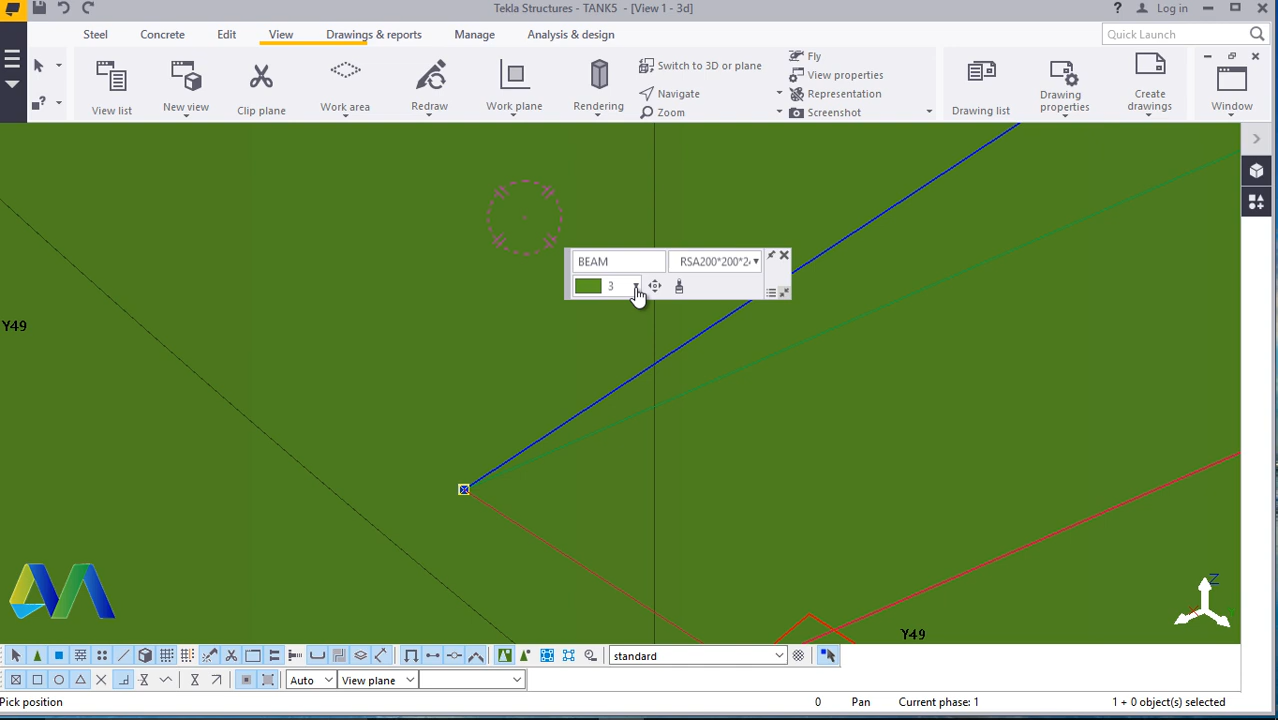 Tekla Structures - TANK5 - [View 1 - 3d]
? Log in
Steel Concrete Edit View Drawings & reports Manage Analysis & design
Quick Launch
View list
New view
Clip plane
Work area
Redraw
Work plane
Rendering
Switch to 3D or plane
Navigate
Zoom
Fly
View properties
Representation
Screenshot
Drawing list
Drawing properties
Create drawings
Window
BEAM RSA200*200*2
3
Y49
Z
Y49
standard
Auto View plane
Pick position 0 Pan Current phase: 1 1 + 0 object(s) selected